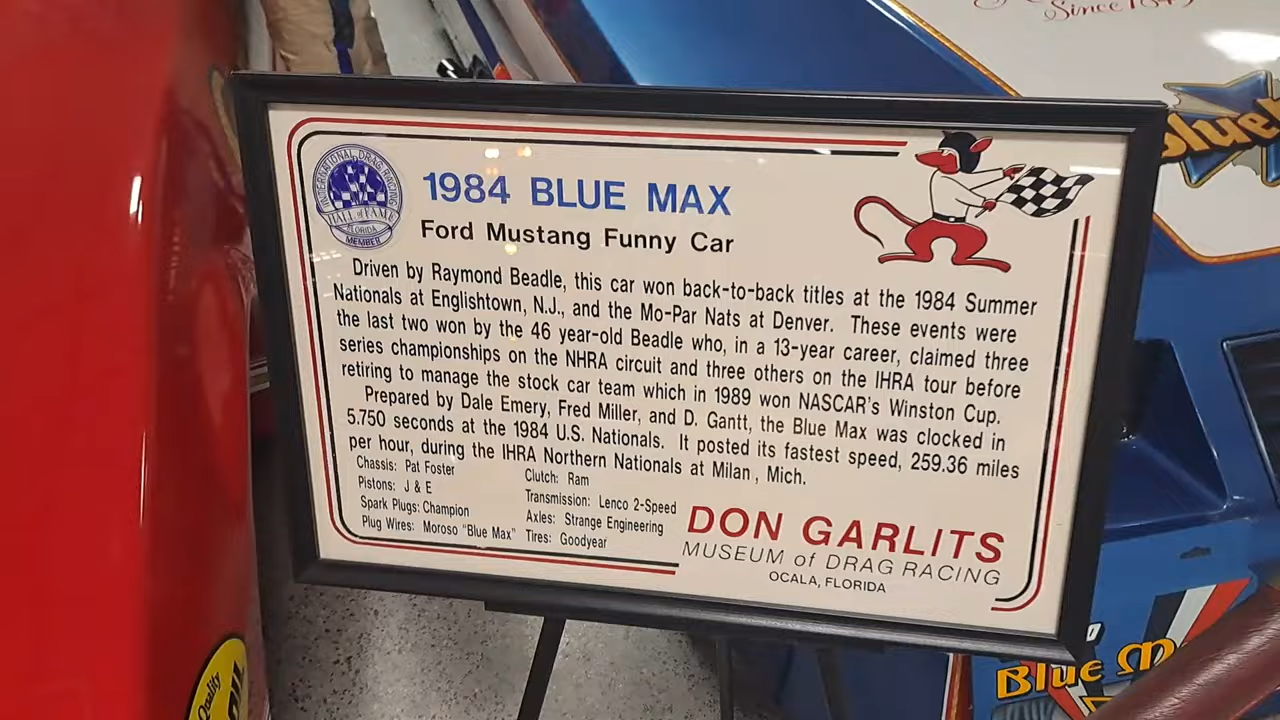 Since 1845
Blue
INTERNATIONAL DRAG RACING
HALL of FAME
FLORIDA
MEMBER
1984 BLUE MAX
Ford Mustang Funny Car
Driven by Raymond Beadle, this car won back-to-back titles at the 1984 Summer
Nationals at Englishtown, N.J., and the Mo-Par Nats at Denver. These events were
the last two won by the 46 year-old Beadle who, in a 13-year career, claimed three
series championships on the NHRA circuit and three others on the IHRA tour before
retiring to manage the stock car team which in 1989 won NASCAR's Winston Cup.
Prepared by Dale Emery, Fred Miller, and D. Gantt, the Blue Max was clocked in
5.750 seconds at the 1984 U.S. Nationals. It posted its fastest speed, 259.36 miles
per hour, during the IHRA Northern Nationals at Milan, Mich.
Chassis: Pat Foster
Pistons: J & E
Spark Plugs: Champion
Plug Wires: Moroso "Blue Max"
Clutch: Ram
Transmission: Lenco 2-Speed
Axles: Strange Engineering
Tires: Goodyear
DON GARLITS
MUSEUM of DRAG RACING
OCALA, FLORIDA
Quality
OIL
Blue M